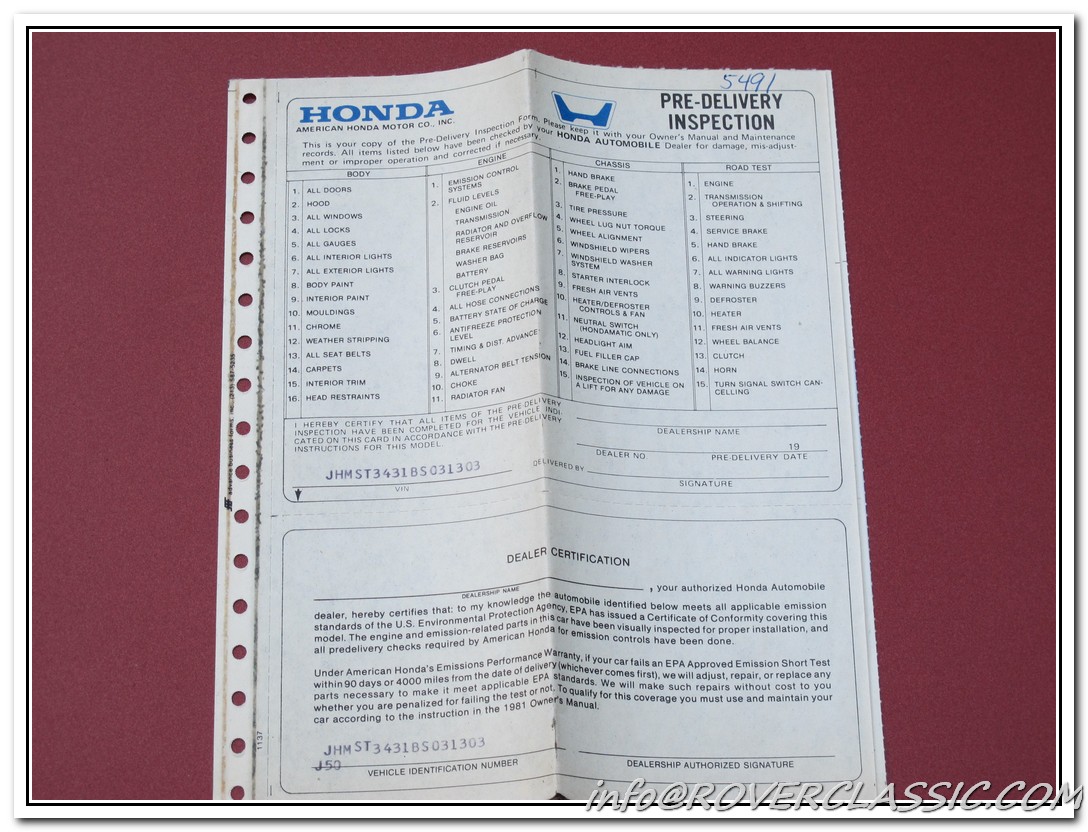 5491
HONDA
AMERICAN HONDA MOTOR CO., INC.
PRE-DELIVERY
INSPECTION
This is your copy of the Pre-Delivery Inspection Form. Please keep it with your Owner's Manual and Maintenance
records. All items listed below have been checked by your HONDA AUTOMOBILE Dealer for damage, mis-adjust-
ment or improper operation and corrected if necessary.
BODY
1. ALL DOORS
2. HOOD
3. ALL WINDOWS
4. ALL LOCKS
5. ALL GAUGES
6. ALL INTERIOR LIGHTS
7. ALL EXTERIOR LIGHTS
8. BODY PAINT
9. INTERIOR PAINT
10. MOULDINGS
11. CHROME
12. WEATHER STRIPPING
13. ALL SEAT BELTS
14. CARPETS
15. INTERIOR TRIM
16. HEAD RESTRAINTS
ENGINE
1. EMISSION CONTROL
SYSTEMS
2. FLUID LEVELS
ENGINE OIL
TRANSMISSION
RADIATOR AND OVERFLOW
RESERVOIR
BRAKE RESERVOIRS
WASHER BAG
BATTERY
3. CLUTCH PEDAL
FREE-PLAY
4. ALL HOSE CONNECTIONS
5. BATTERY STATE OF CHARGE
6. ANTIFREEZE PROTECTION
LEVEL
7. TIMING & DIST. ADVANCE
8. DWELL
9. ALTERNATOR BELT TENSION
10. CHOKE
11. RADIATOR FAN
CHASSIS
1. HAND BRAKE
2. BRAKE PEDAL
FREE-PLAY
3. TIRE PRESSURE
4. WHEEL LUG NUT TORQUE
5. WHEEL ALIGNMENT
6. WINDSHIELD WIPERS
7. WINDSHIELD WASHER
SYSTEM
8. STARTER INTERLOCK
9. FRESH AIR VENTS
10. HEATER/DEFROSTER
CONTROLS & FAN
11. NEUTRAL SWITCH
(HONDAMATIC ONLY)
12. HEADLIGHT AIM
13. FUEL FILLER CAP
14. BRAKE LINE CONNECTIONS
15. INSPECTION OF VEHICLE ON
A LIFT FOR ANY DAMAGE
ROAD TEST
1. ENGINE
2. TRANSMISSION
OPERATION & SHIFTING
3. STEERING
4. SERVICE BRAKE
5. HAND BRAKE
6. ALL INDICATOR LIGHTS
7. ALL WARNING LIGHTS
8. WARNING BUZZERS
9. DEFROSTER
10. HEATER
11. FRESH AIR VENTS
12. WHEEL BALANCE
13. CLUTCH
14. HORN
15. TURN SIGNAL SWITCH CAN-
CELLING
I HEREBY CERTIFY THAT ALL ITEMS OF THE PRE-DELIVERY
INSPECTION HAVE BEEN COMPLETED FOR THE VEHICLE INDI-
CATED ON THIS CARD IN ACCORDANCE WITH THE PRE-DELIVERY
INSTRUCTIONS FOR THIS MODEL.
JHMST3431BS031303
VIN
DEALERSHIP NAME
19
DEALER NO. PRE-DELIVERY DATE
DELIVERED BY
SIGNATURE
DEALER CERTIFICATION
, your authorized Honda Automobile
DEALERSHIP NAME
dealer, hereby certifies that: to my knowledge the automobile identified below meets all applicable emission
standards of the U.S. Environmental Protection Agency, EPA has issued a Certificate of Conformity covering this
model. The engine and emission-related parts in this car have been visually inspected for proper installation, and
all predelivery checks required by American Honda for emission controls have been done.
Under American Honda's Emissions Performance Warranty, if your car fails an EPA Approved Emission Short Test
within 90 days or 4000 miles from the date of delivery (whichever comes first), we will adjust, repair, or replace any
parts necessary to make it meet applicable EPA standards. We will make such repairs without cost to you
whether you are penalized for failing the test or not. To qualify for this coverage you must use and maintain your
car according to the instruction in the 1981 Owner's Manual.
JHMST3431BS031303
J50
VEHICLE IDENTIFICATION NUMBER
DEALERSHIP AUTHORIZED SIGNATURE
1137
info@ROVERCLASSIC.COM